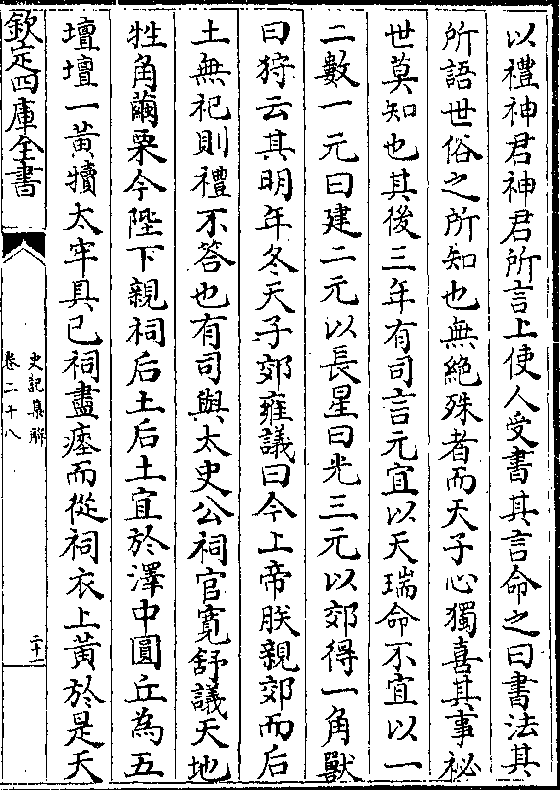 以禮神君神君所言上使人受書其言命之曰書法其
所語世俗之所知也無絶殊者而天子心獨喜其事祕
世莫知也其後三年有司言元宜以天瑞命不宜以一
二數一元曰建二元以長星曰光三元以郊得一角獸
曰狩云其明年冬天子郊雍議曰今上帝朕親郊而后
土無祀則禮不答也有司與太史公祠官寛舒議天地
牲角繭栗今陛下親祠后土后土宜於澤中圓丘為五
壇壇一黄犢太牢具已祠盡瘞而從祠衣上黄於是天
欽定四庫全書
史記集解
卷二十八
二十一